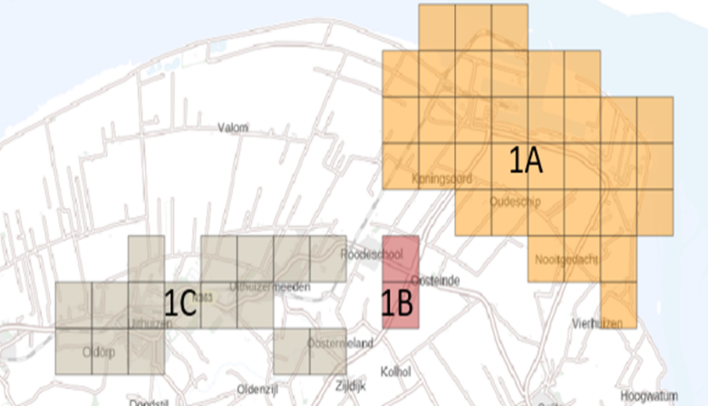 Valom
1A
Koningsoord
Oudeschip
Roodeschool
Nooitgedacht
Oosteinde
Uithuizermeeden
1C
1B
Uithuizen
Vierhuizen
Oosternieland
Oldorp
Kolhol
Oldenzijl
Zijldijk
Hoogwatum